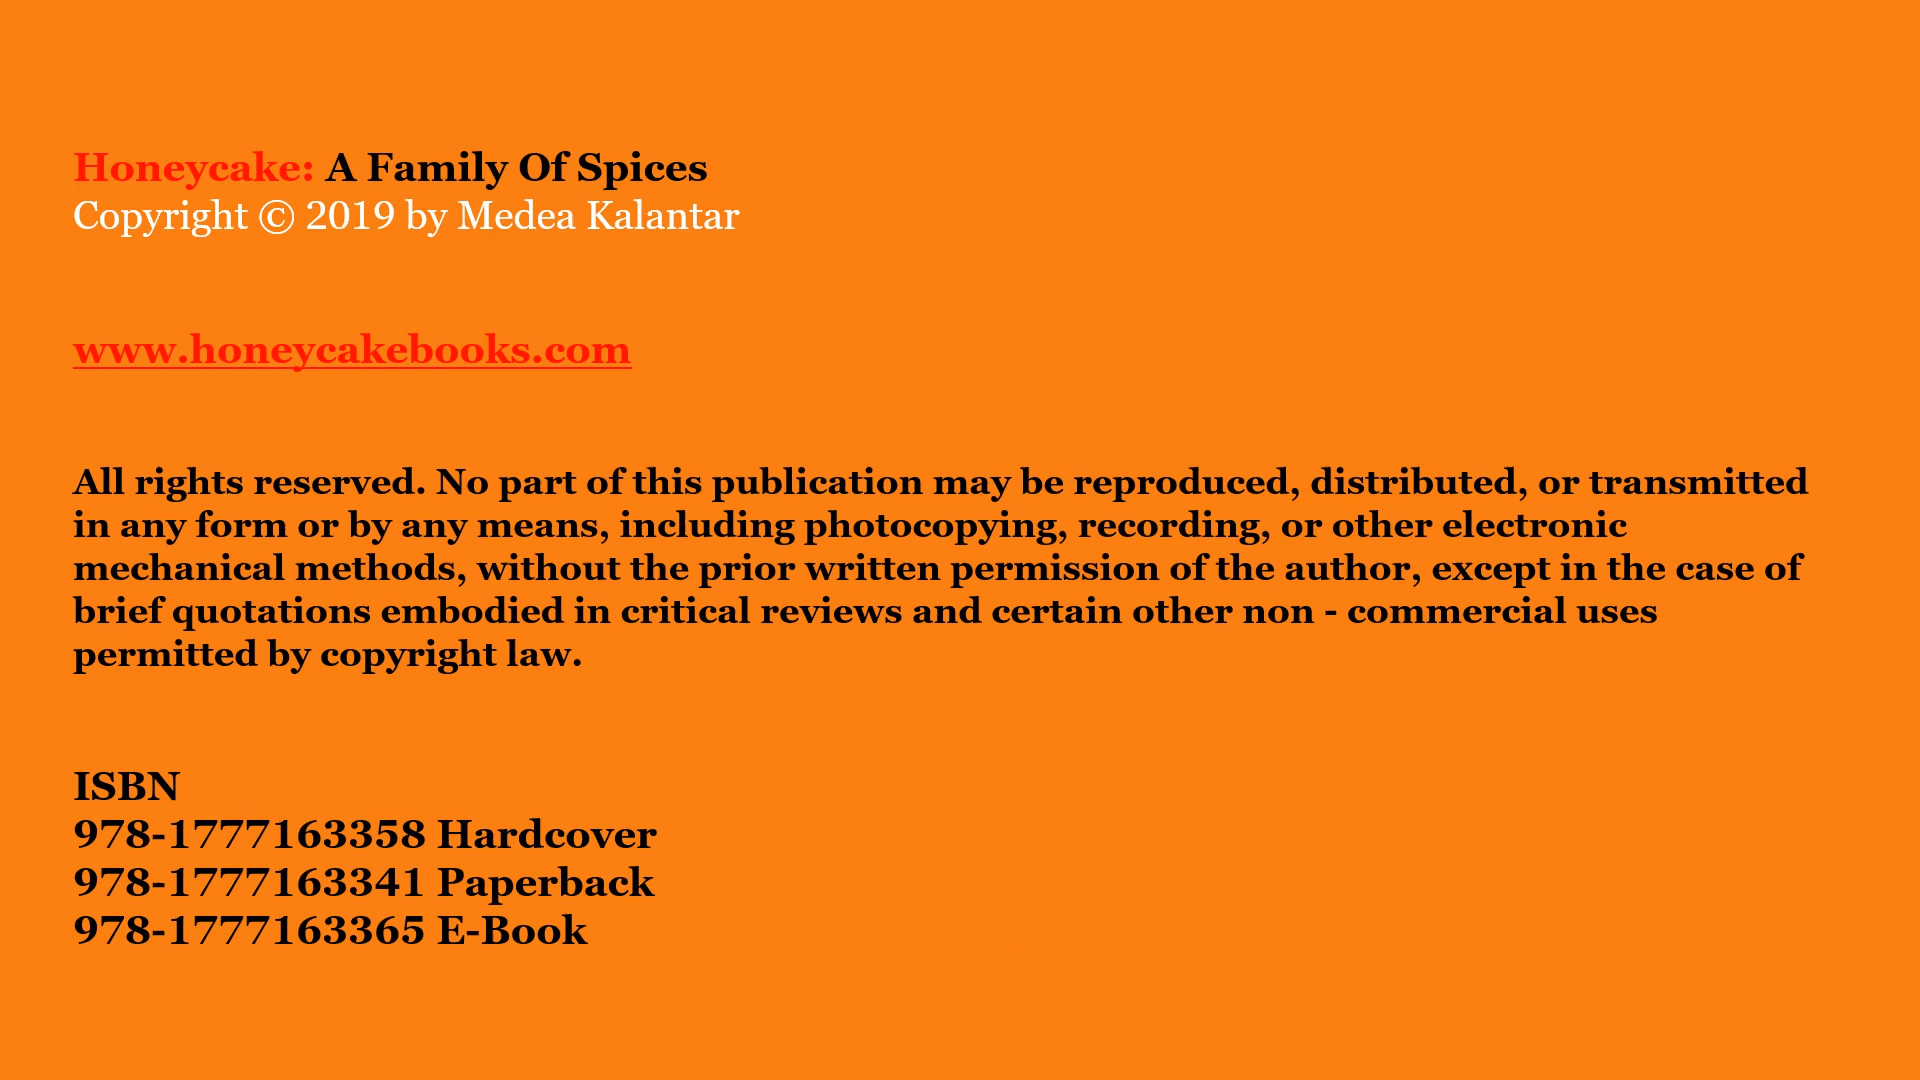 Honeycake: A Family Of Spices
Copyright © 2019 by Medea Kalantar
www.honeycakebooks.com
All rights reserved. No part of this publication may be reproduced, distributed, or transmitted
in any form or by any means, including photocopying, recording, or other electronic
mechanical methods, without the prior written permission of the author, except in the case of
brief quotations embodied in critical reviews and certain other non - commercial uses
permitted by copyright law.
ISBN
978-1777163358 Hardcover
978-1777163341 Paperback
978-1777163365 E-Book